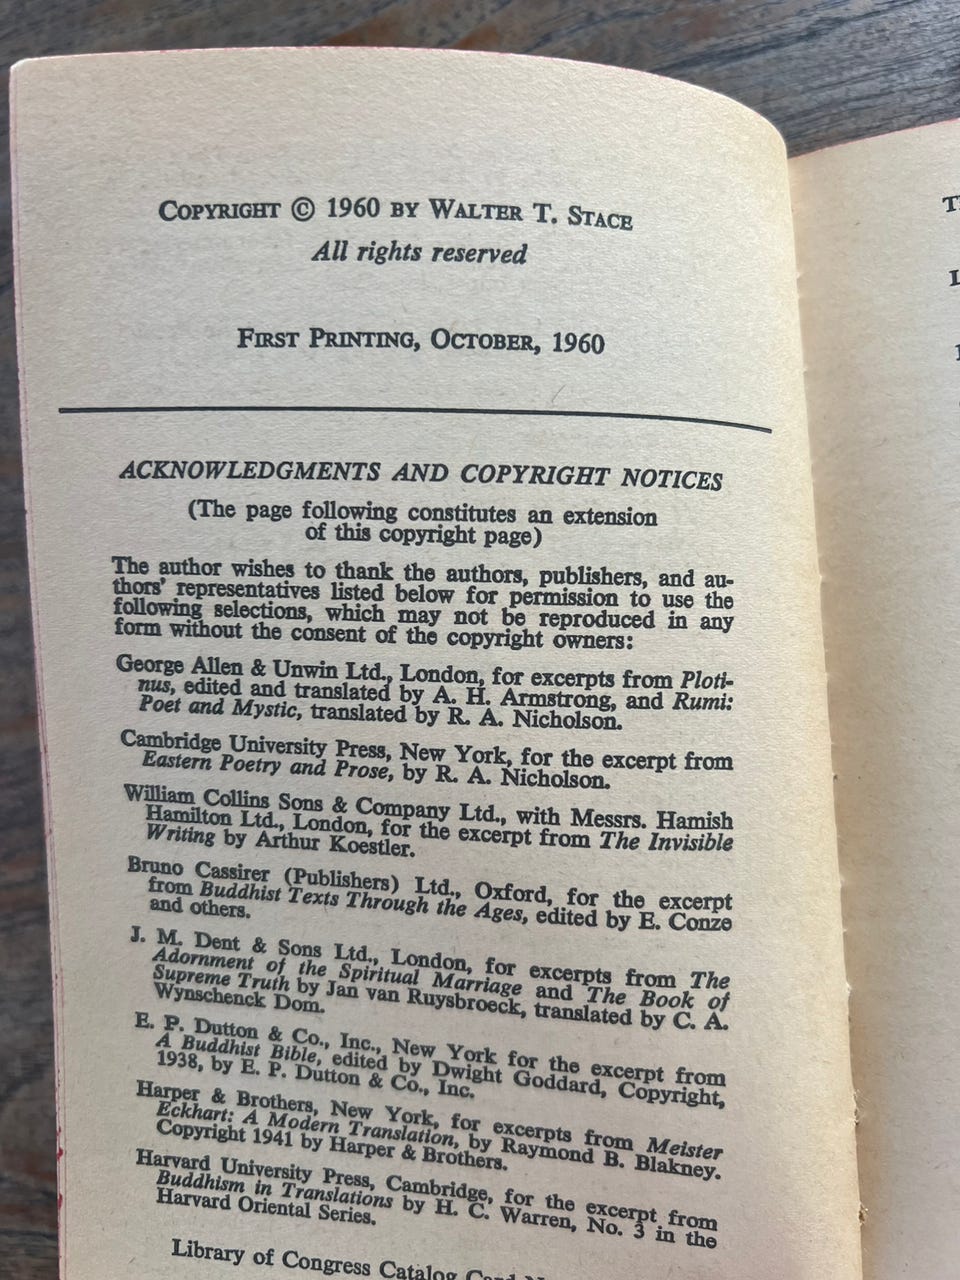 COPYRIGHT © 1960 BY WALTER T. STACE
All rights reserved
FIRST PRINTING, OCTOBER, 1960
ACKNOWLEDGMENTS AND COPYRIGHT NOTICES
(The page following constitutes an extension
of this copyright page)
The author wishes to thank the authors, publishers, and au-
thors' representatives listed below for permission to use the
following selections, which may not be reproduced in any
form without the consent of the copyright owners:
George Allen & Unwin Ltd., London, for excerpts from Ploti-
nus, edited and translated by A. H. Armstrong, and Rumi:
Poet and Mystic, translated by R. A. Nicholson.
Cambridge University Press, New York, for the excerpt from
Eastern Poetry and Prose, by R. A. Nicholson.
William Collins Sons & Company Ltd., with Messrs. Hamish
Hamilton Ltd., London, for the excerpt from The Invisible
Writing by Arthur Koestler.
Bruno Cassirer (Publishers) Ltd., Oxford, for the excerpt
from Buddhist Texts Through the Ages, edited by E. Conze
and others.
J. M. Dent & Sons Ltd., London, for excerpts from The
Adornment of the Spiritual Marriage and The Book of
Supreme Truth by Jan van Ruysbroeck, translated by C. A.
Wynschenck Dom.
E. P. Dutton & Co., Inc., New York for the excerpt from
A Buddhist Bible, edited by Dwight Goddard, Copyright,
1938, by E. P. Dutton & Co., Inc.
Harper & Brothers, New York, for excerpts from Meister
Eckhart: A Modern Translation, by Raymond B. Blakney.
Copyright 1941 by Harper & Brothers.
Harvard University Press, Cambridge, for the excerpt from
Buddhism in Translations by H. C. Warren, No. 3 in the
Harvard Oriental Series.
Library of Congress Catalog Card